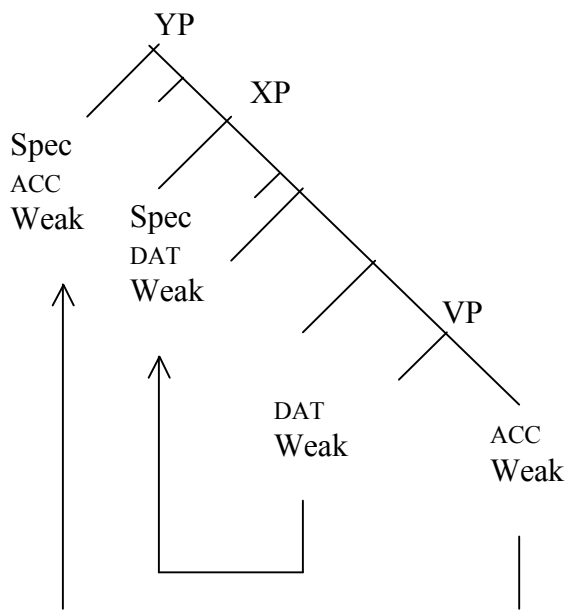 YP
XP
Spec
ACC
Weak
Spec
DAT
Weak
VP
DAT
Weak
ACC
Weak